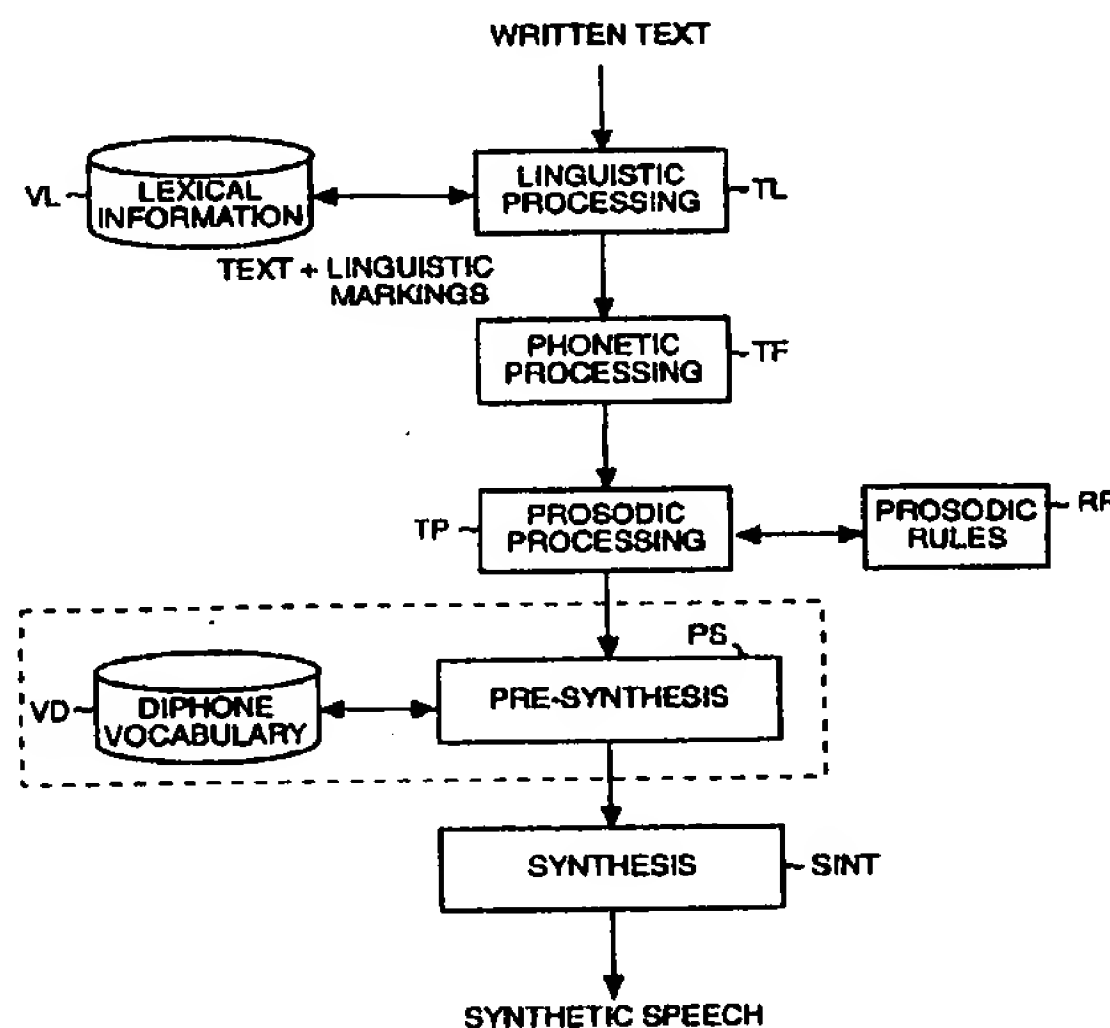 WRITTEN TEXT
LINGUISTIC
PROCESSING
TL
VL
LEXICAL
INFORMATION
TEXT + LINGUISTIC
MARKINGS
PHONETIC
PROCESSING
TF
TP
PROSODIC
PROCESSING
PROSODIC
RULES
PS
VD
DIPHONE
VOCABULARY
PRE-SYNTHESIS
SYNTHESIS
SINT
SYNTHETIC SPEECH